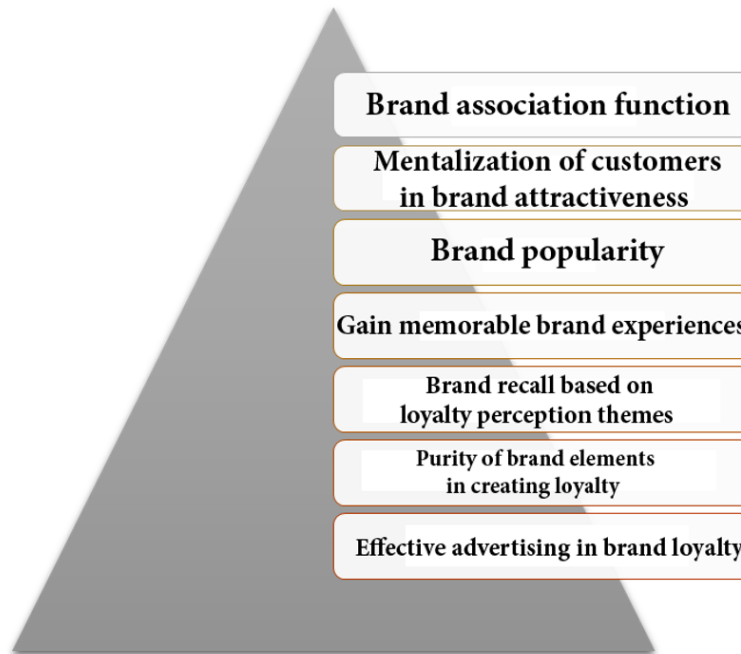 Brand association function
Mentalization of customers
in brand attractiveness
Brand popularity
Gain memorable brand experiences
Brand recall based on
loyalty perception themes
Purity of brand elements
in creating loyalty
Effective advertising in brand loyalty